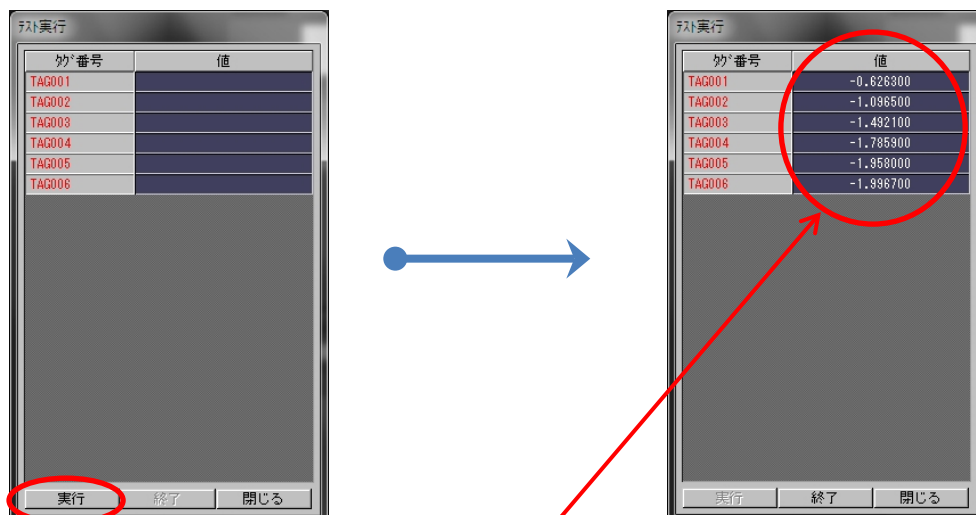 ﾃｽﾄ実行
ﾀｸﾞ番号 値
TAG001
TAG002
TAG003
TAG004
TAG005
TAG006
実行 終了 閉じる
ﾃｽﾄ実行
ﾀｸﾞ番号 値
TAG001 -0.626300
TAG002 -1.096500
TAG003 -1.492100
TAG004 -1.785900
TAG005 -1.958000
TAG006 -1.996700
実行 終了 閉じる